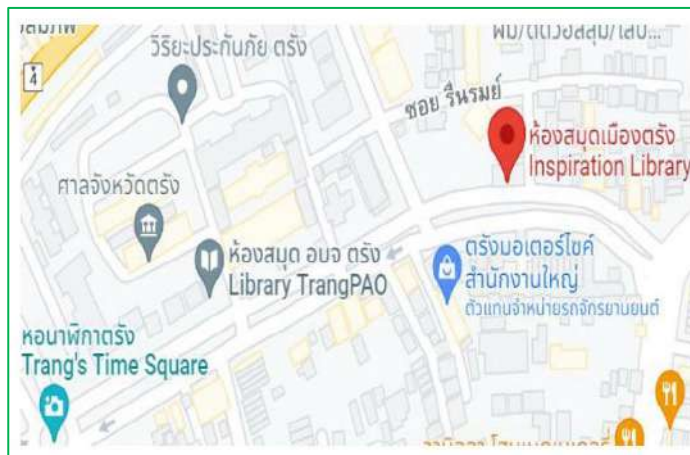 วิริยะประกันภัย ตรัง
4
ซอย รื่นรมย์
ห้องสมุดเมืองตรัง
Inspiration Library
ศาลจังหวัดตรัง
ห้องสมุด อบจ ตรัง
Library TrangPAO
ตรังมอเตอร์ไซค์
สำนักงานใหญ่
ตัวแทนจำหน่ายรถจักรยานยนต์
หอนาฬิกาตรัง
Trang's Time Square